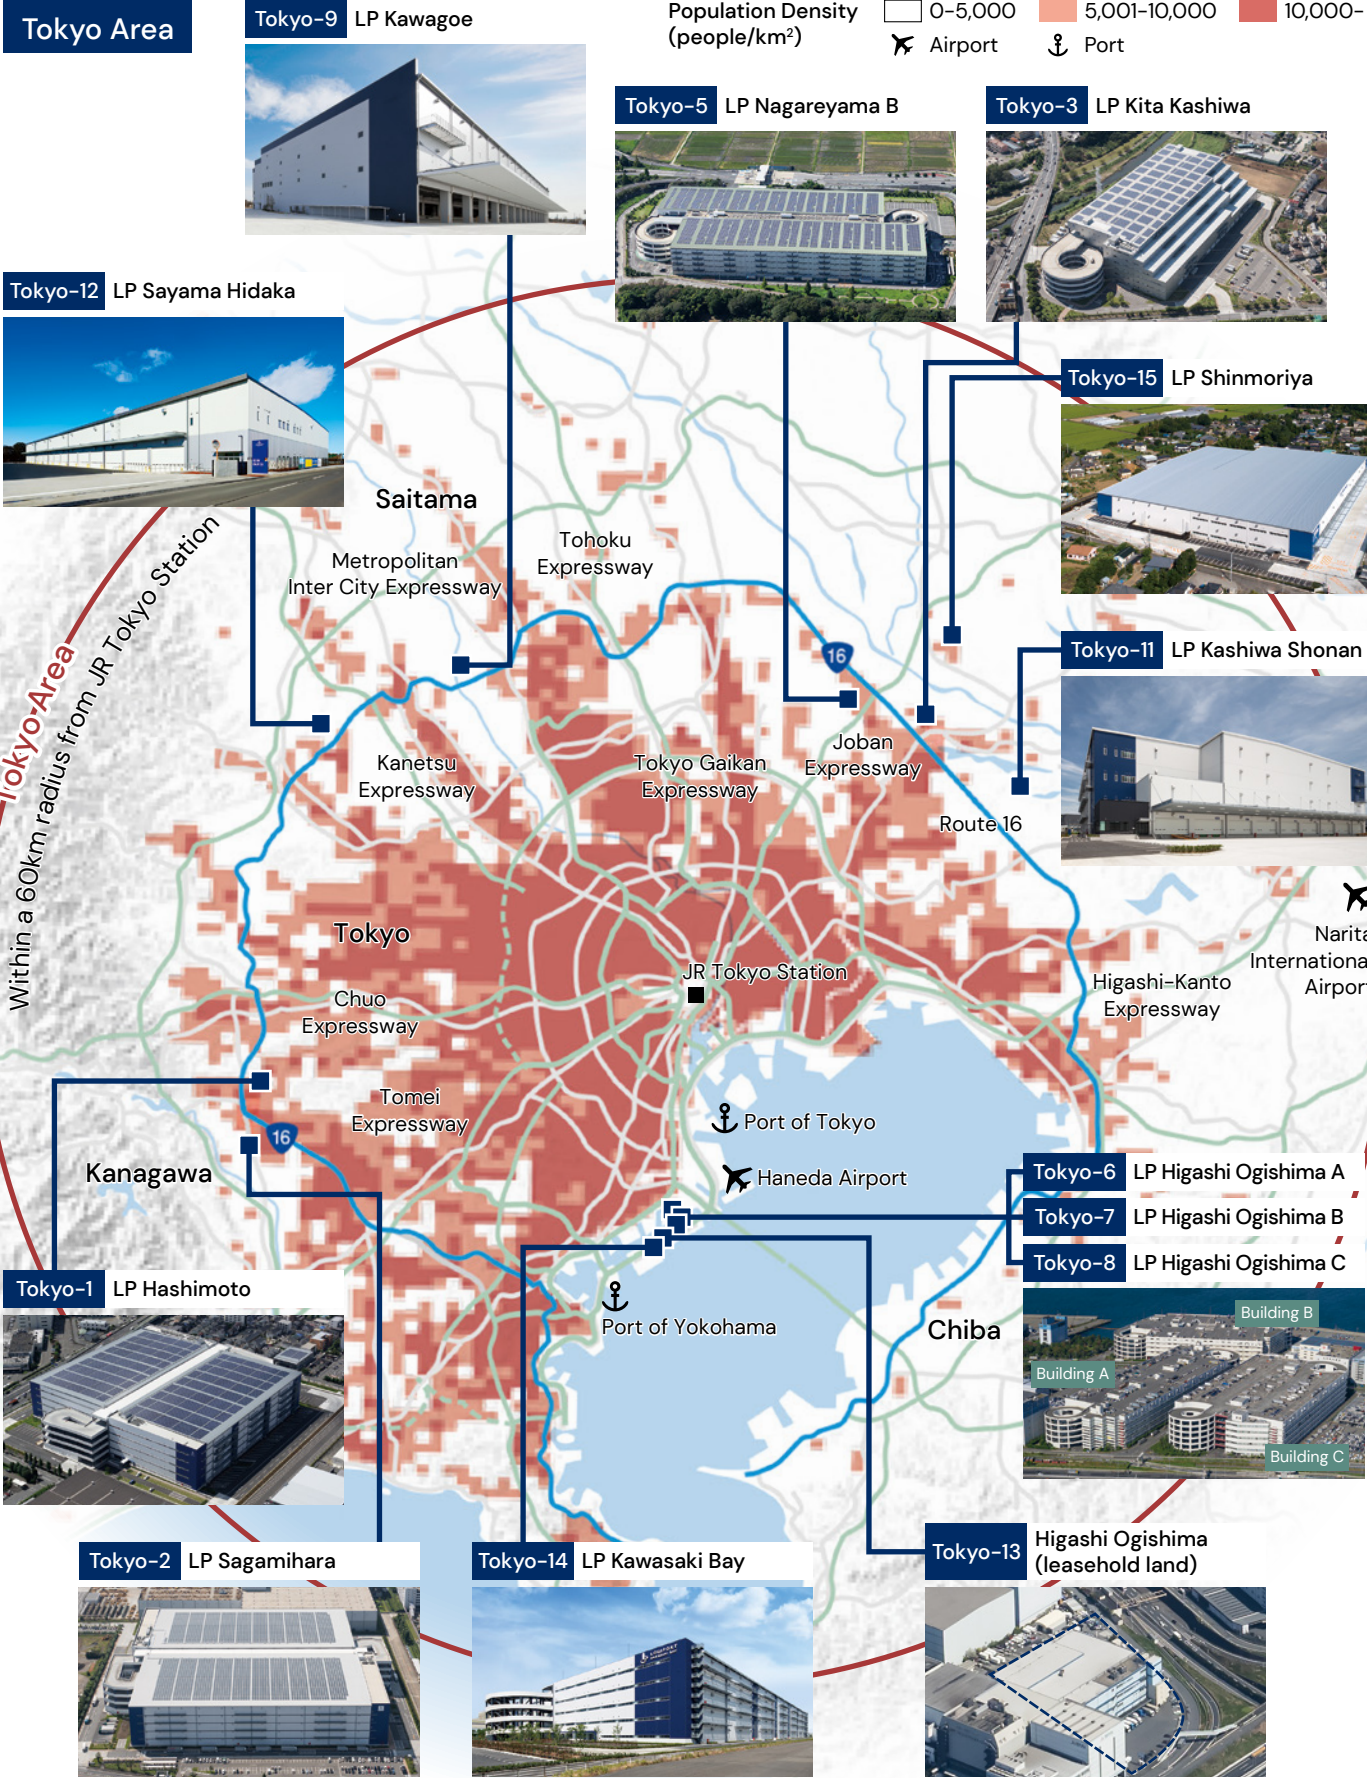 Tokyo Area
Tokyo-9 LP Kawagoe
Population Density
(people/km²)
0-5,000
5,001-10,000
10,000-
Airport
Port
Tokyo-5 LP Nagareyama B
Tokyo-3 LP Kita Kashiwa
Tokyo-12 LP Sayama Hidaka
Tokyo-15 LP Shinmoriya
Saitama
Tohoku
Expressway
Metropolitan
Inter City Expressway
Tokyo-Area
Within a 60km radius from JR Tokyo Station
16
Tokyo-11 LP Kashiwa Shonan
Kanetsu
Expressway
Tokyo Gaikan
Expressway
Joban
Expressway
Route 16
Tokyo
JR Tokyo Station
Narita
International
Airport
Higashi-Kanto
Expressway
Chuo
Expressway
Tomei
Expressway
16
Port of Tokyo
Kanagawa
Haneda Airport
Tokyo-6 LP Higashi Ogishima A
Tokyo-7 LP Higashi Ogishima B
Tokyo-8 LP Higashi Ogishima C
Tokyo-1 LP Hashimoto
Port of Yokohama
Chiba
Building B
Building A
Building C
Tokyo-2 LP Sagamihara
Tokyo-14 LP Kawasaki Bay
Tokyo-13 Higashi Ogishima
(leasehold land)